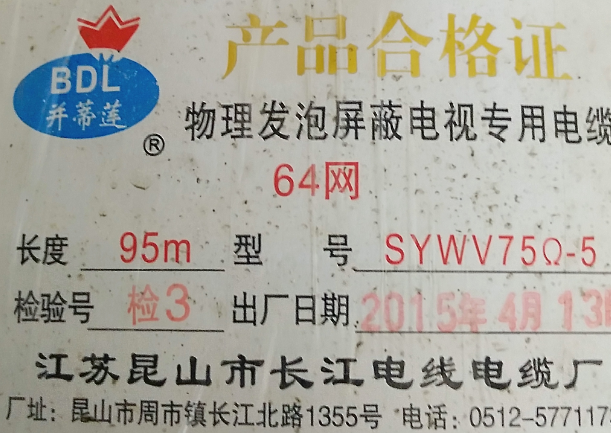 产品合格证
BDL
并蒂莲
®
物理发泡屏蔽电视专用电缆
64网
长度 95m 型 号 SYWV75Ω-5
检验号 检3 出厂日期 2015年4月13日
江苏昆山市长江电线电缆厂
厂址：昆山市周市镇长江北路1355号 电话：0512-577117